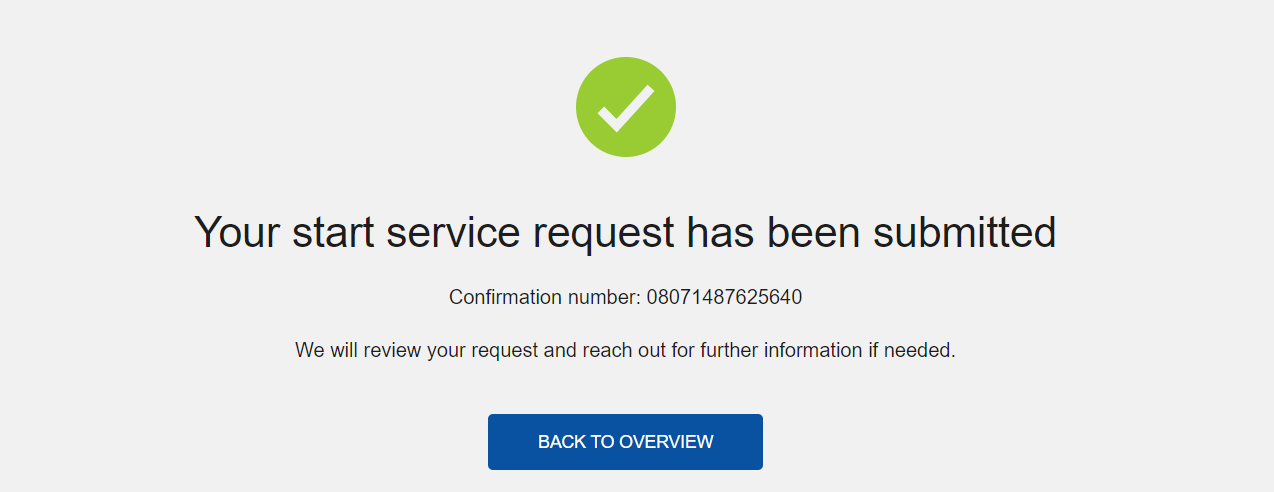 Your start service request has been submitted
Confirmation number: 08071487625640
We will review your request and reach out for further information if needed.
BACK TO OVERVIEW